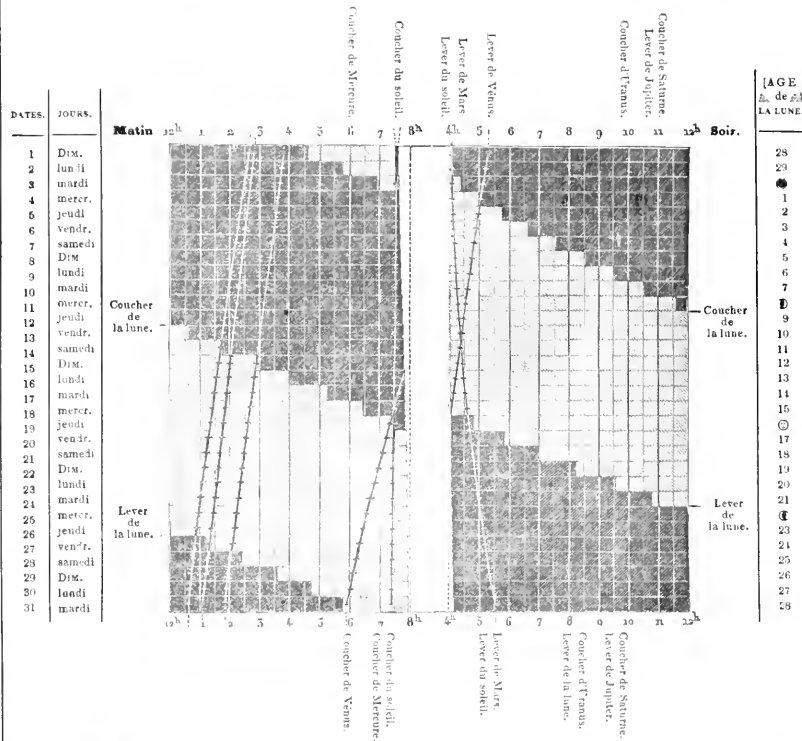 Coucher de Mercure.
Coucher du soleil.
Lever du soleil.
Lever de Mars
Lever de Vénus.
Coucher d'Uranus.
Lever de Jupiter.
Coucher de Saturne.
DATES. JOURS.
[AGE
de
LA LUNE.
Matin 12h 1 2 3 4 5 6 7 8h 4h 5 6 7 8 9 10 11 12h Soir.
1 DIM. 28
2 lundi 29
3 mardi
4 mercr. 1
5 jeudi 2
6 vendr. 3
7 samedi 4
8 DIM 5
9 lundi 6
10 mardi 7
11 mercr.
12 jeudi 9
13 vendr. 10
14 samedi 11
15 DIM. 12
16 lundi 13
17 mardi 14
18 mercr. 15
19 jeudi
20 vendr. 17
21 samedi 18
22 DIM. 19
23 lundi 20
24 mardi 21
25 mercr.
26 jeudi 23
27 vendr. 24
28 samedi 25
29 DIM. 26
30 lundi 27
31 mardi 28
Coucher
de
la lune.
Coucher
de
la lune.
Lever
de
la lune.
Lever
de
la lune.
12h 1 2 3 4 5 6 7 8h 4h 5 6 7 8 9 10 11 12h
Coucher de Vénus.
Coucher de Mercure.
Coucher du soleil.
Lever du soleil.
Lever de Mars.
Lever de la lune.
Coucher d'Uranus.
Lever de Jupiter.
Coucher de Saturne.